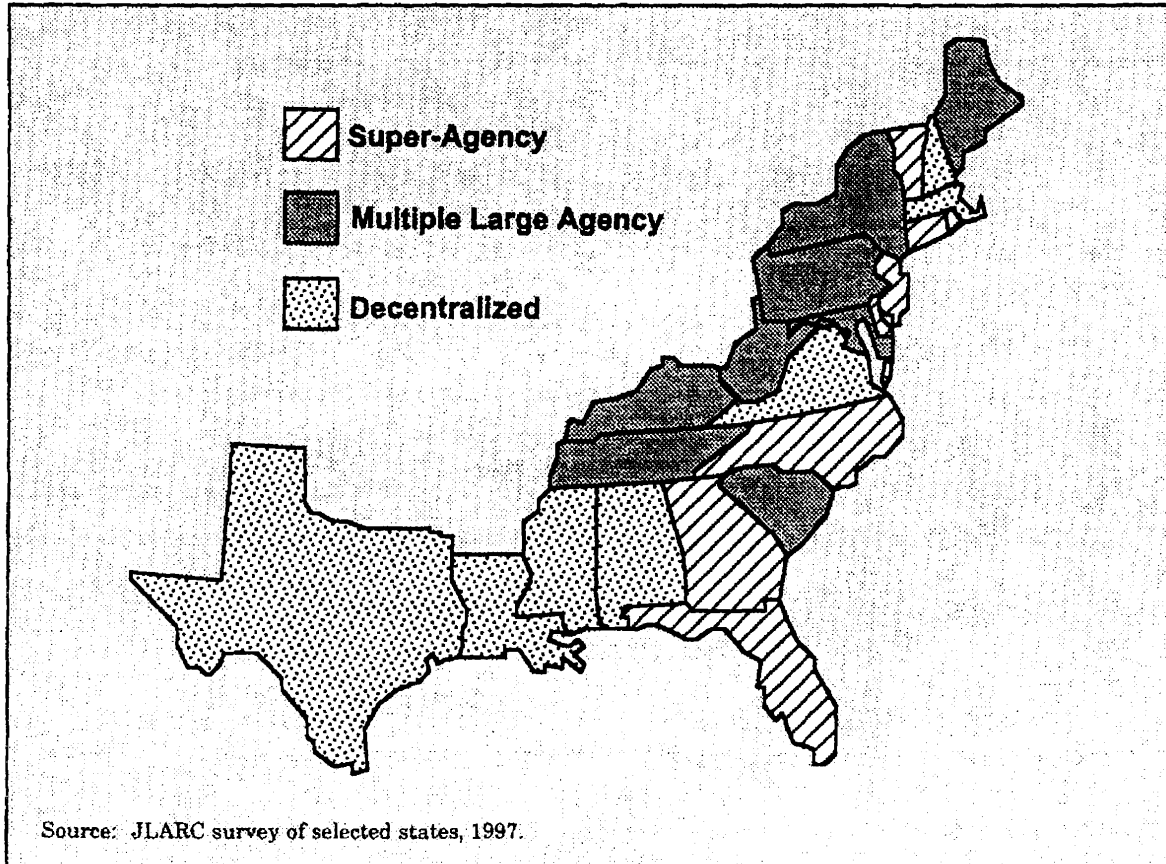 Super-Agency
Multiple Large Agency
Decentralized
Source: JLARC survey of selected states, 1997.